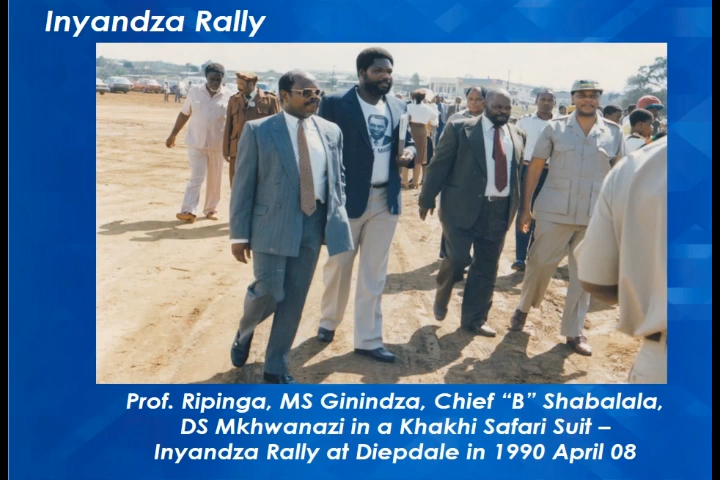 Inyandza Rally
Prof. Ripinga, MS Ginindza, Chief “B” Shabalala,
DS Mkhwanazi in a Khakhi Safari Suit –
Inyandza Rally at Diepdale in 1990 April 08